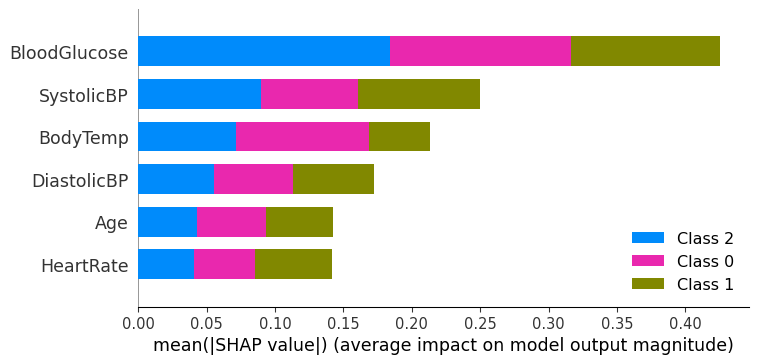 BloodGlucose
SystolicBP
BodyTemp
DiastolicBP
Age
HeartRate
Class 2
Class 0
Class 1
0.00 0.05 0.10 0.15 0.20 0.25 0.30 0.35 0.40
mean(|SHAP value|) (average impact on model output magnitude)